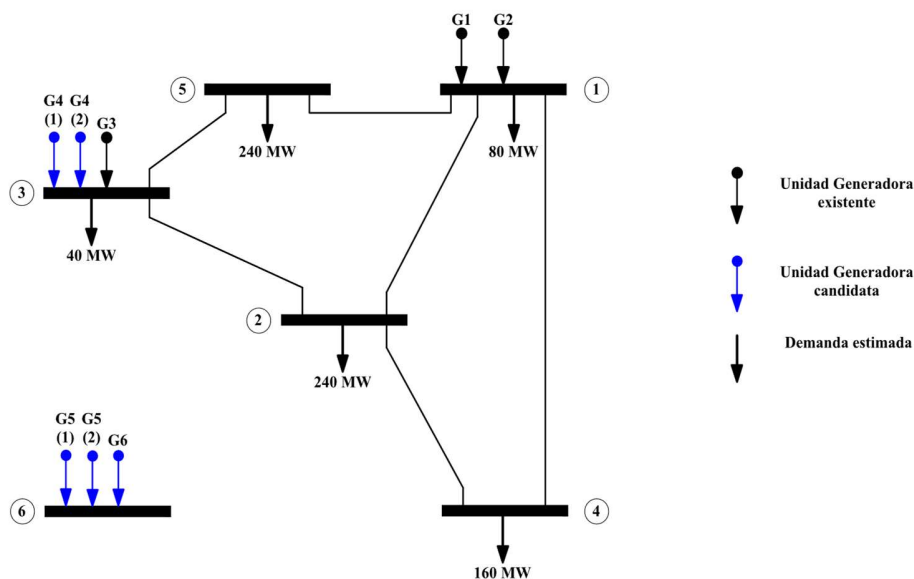 G1 G2
5
1
G4 G4 G3
(1) (2)
240 MW
80 MW
3
40 MW
Unidad Generadora
existente
Unidad Generadora
candidata
2
Demanda estimada
240 MW
G5 G5 G6
(1) (2)
6
4
160 MW